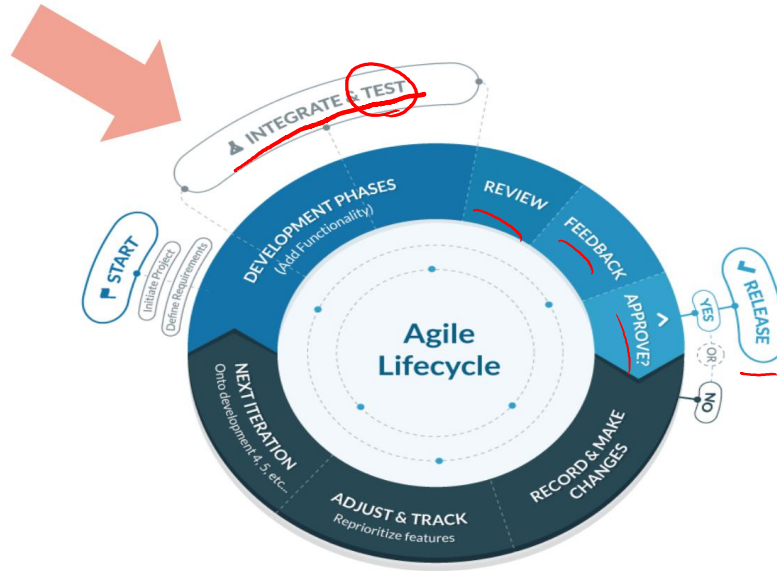 INTEGRATE & TEST
START
Initiate Project
Define Requirements
DEVELOPMENT PHASES
(Add Functionality)
REVIEW
FEEDBACK
APPROVE?
YES
OR
NO
RELEASE
Agile
Lifecycle
RECORD & MAKE
CHANGES
ADJUST & TRACK
Reprioritize features
NEXT ITERATION
Onto development 4, 5, etc...